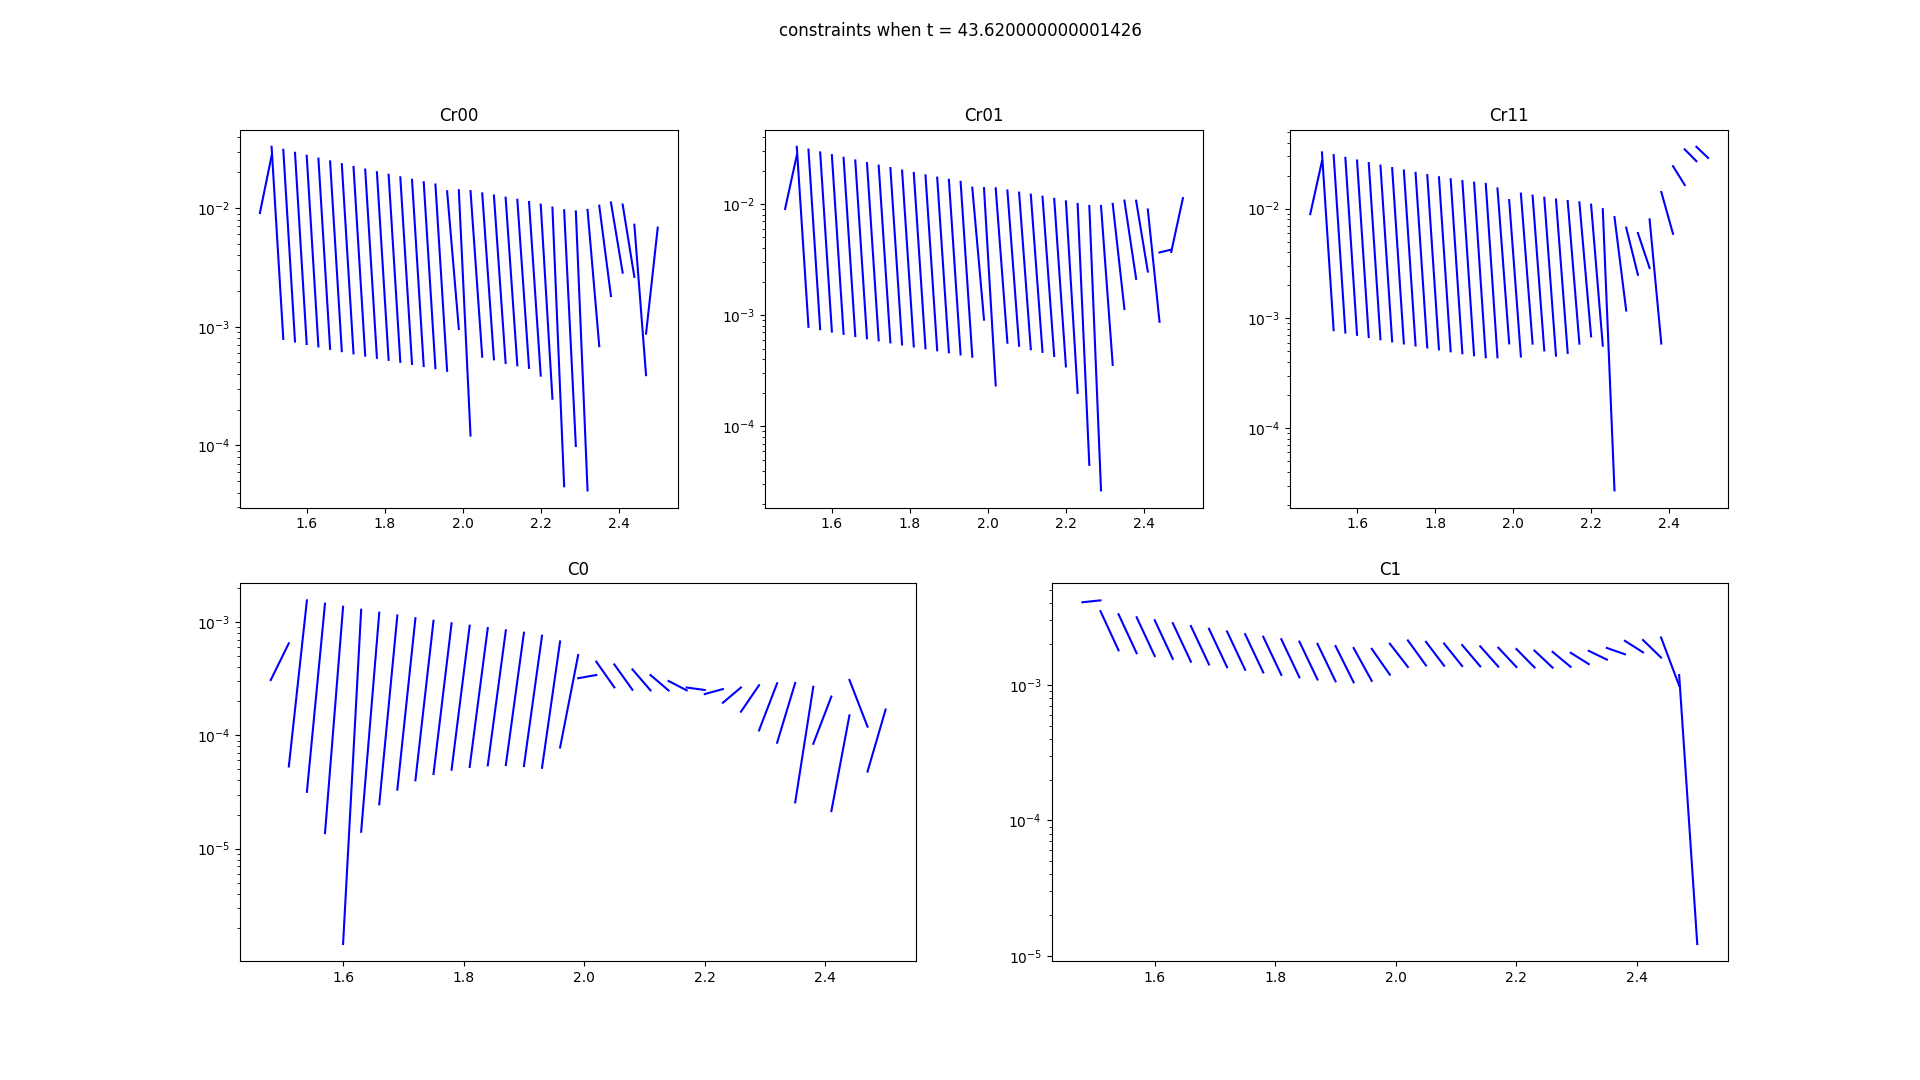 constraints when t = 43.620000000001426
Cr00 Cr01 Cr11
10⁻² 10⁻² 10⁻²
10⁻³ 10⁻³ 10⁻³
10⁻⁴ 10⁻⁴ 10⁻⁴
1.6 1.8 2.0 2.2 2.4 1.6 1.8 2.0 2.2 2.4 1.6 1.8 2.0 2.2 2.4
C0 C1
10⁻³ 10⁻³
10⁻⁴ 10⁻⁴
10⁻⁵ 10⁻⁵
1.6 1.8 2.0 2.2 2.4 1.6 1.8 2.0 2.2 2.4